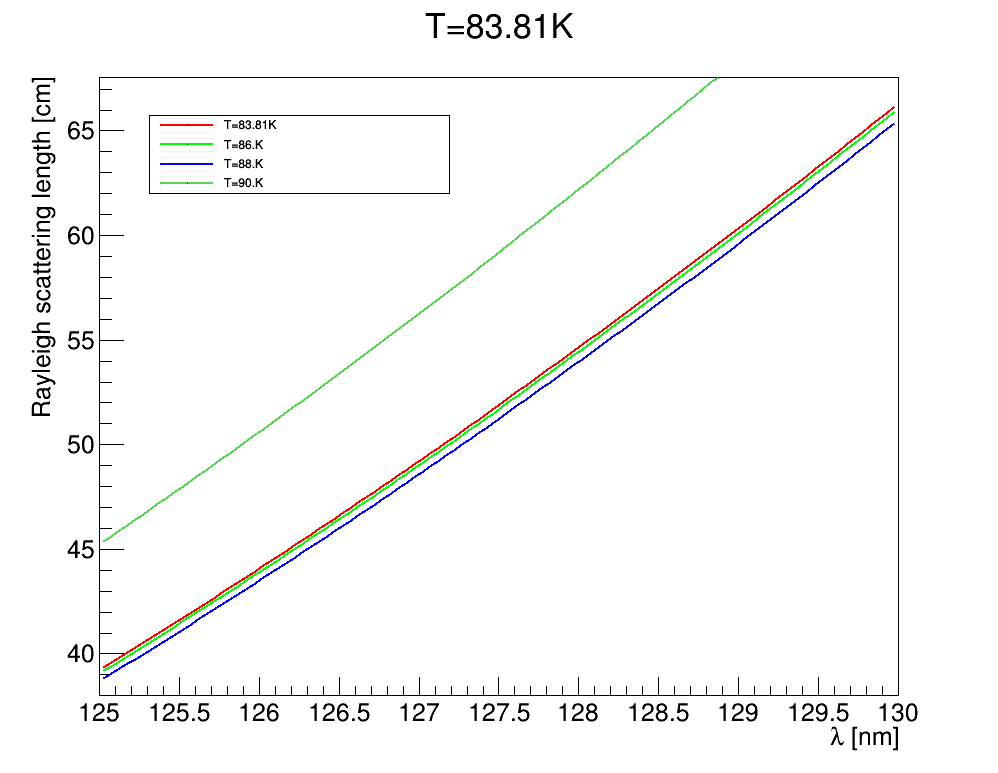 T=83.81K
Rayleigh scattering length [cm]
65
60
55
50
45
40
T=83.81K
T=86.K
T=88.K
T=90.K
125 125.5 126 126.5 127 127.5 128 128.5 129 129.5 130
λ [nm]